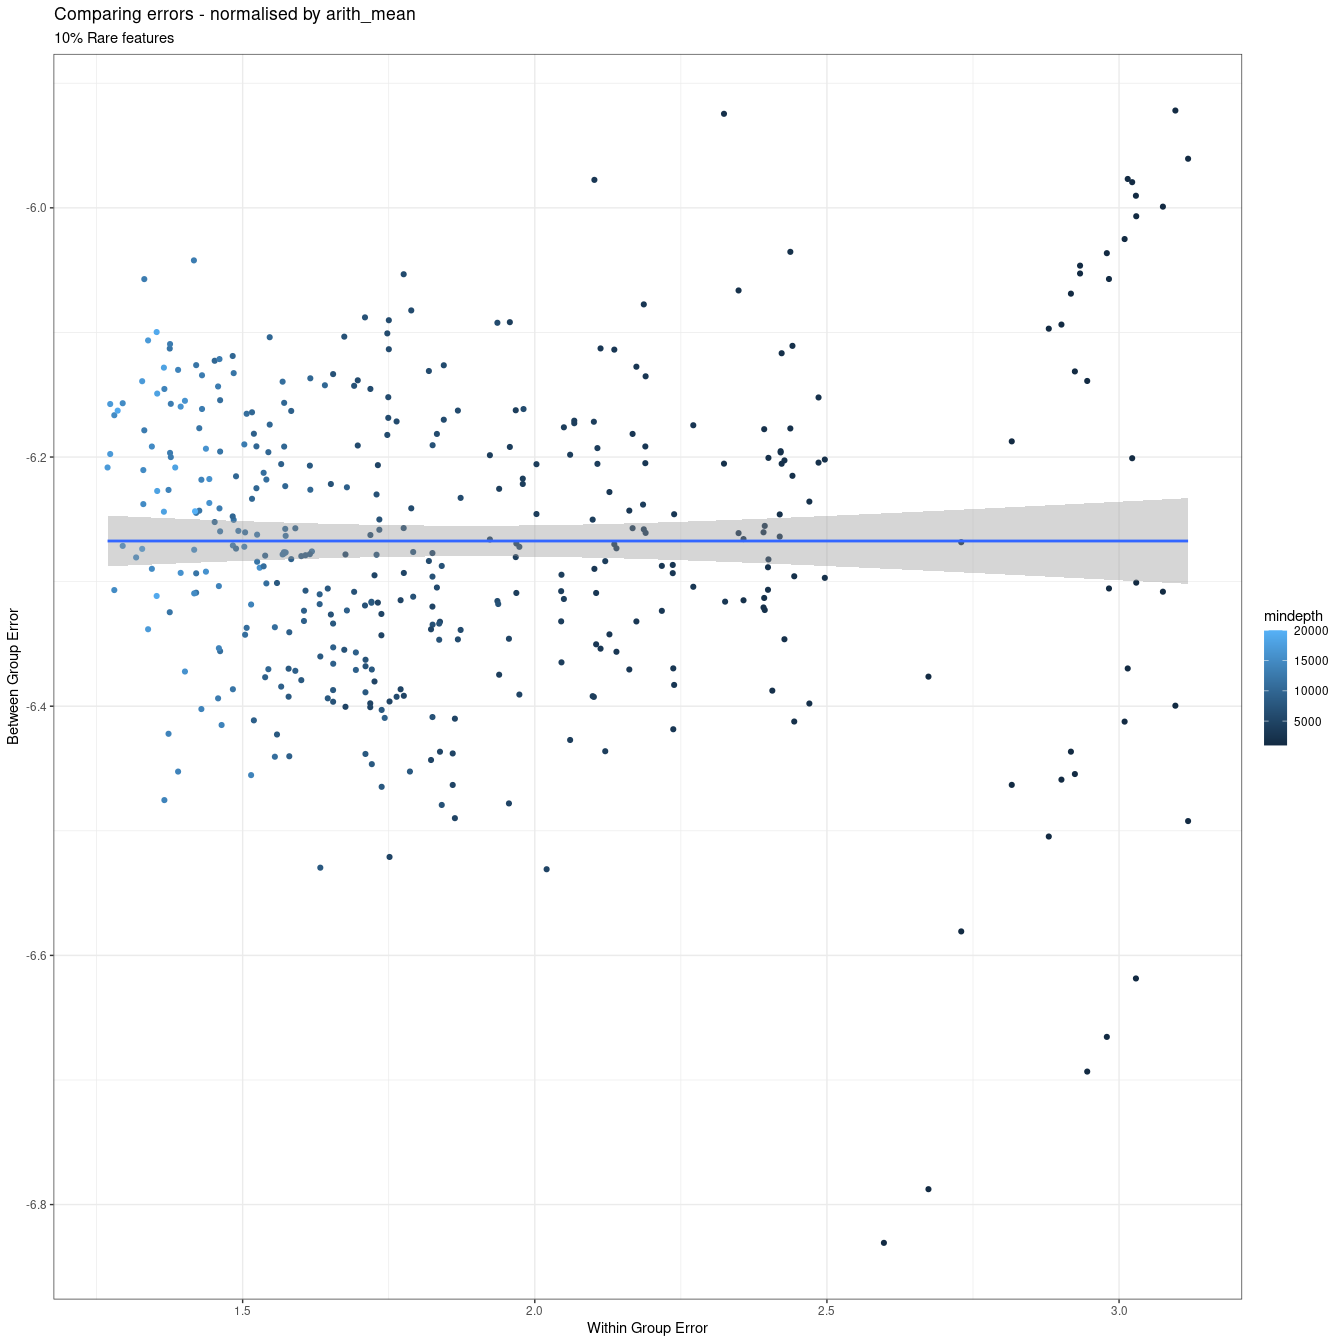 Comparing errors - normalised by arith_mean
10% Rare features
Between Group Error
-6.0
-6.2
-6.4
-6.6
-6.8
1.5
2.0
2.5
3.0
Within Group Error
mindepth
20000
15000
10000
5000